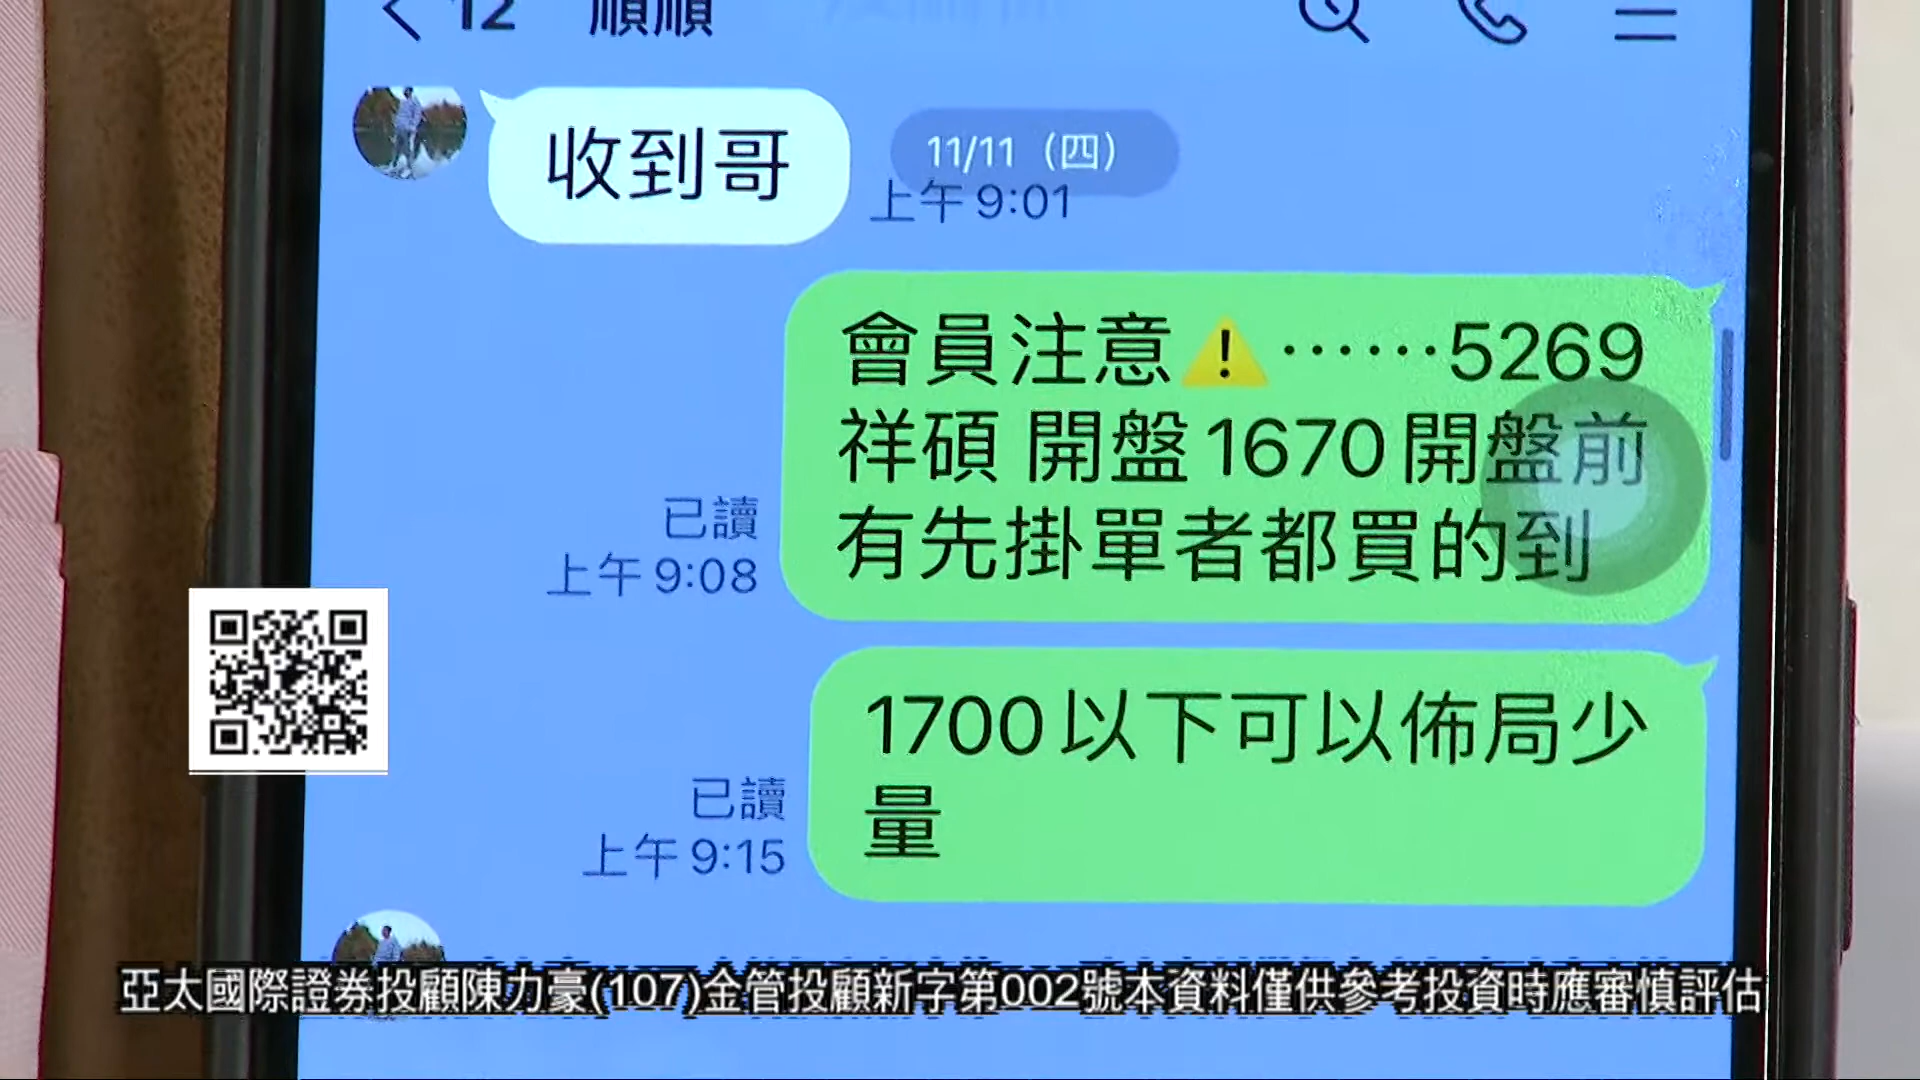 12 順順
收到哥
11/11（四）
上午 9:01
會員注意⚠️⋯⋯5269
祥碩 開盤1670開盤前
有先掛單者都買的到
已讀
上午 9:08
1700以下可以佈局少
量
已讀
上午 9:15
亞太國際證券投顧陳力豪(107)金管投顧新字第002號本資料僅供參考投資時應審慎評估